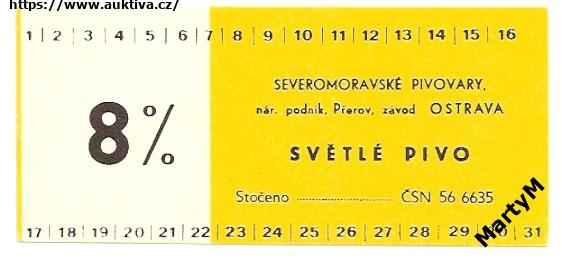 https://www.auktiva.cz/
1 | 2 | 3 | 4 | 5 | 6 | 7 | 8 | 9 | 10 | 11 | 12 | 13 | 14 | 15 | 16
SEVEROMORAVSKÉ PIVOVARY,
nár. podnik, Přerov, závod OSTRAVA
8%
SVĚTLÉ PIVO
Stočeno ........................ ČSN 56 6635
MartyM
17 | 18 | 19 | 20 | 21 | 22 | 23 | 24 | 25 | 26 | 27 | 28 | 29 | 30 | 31